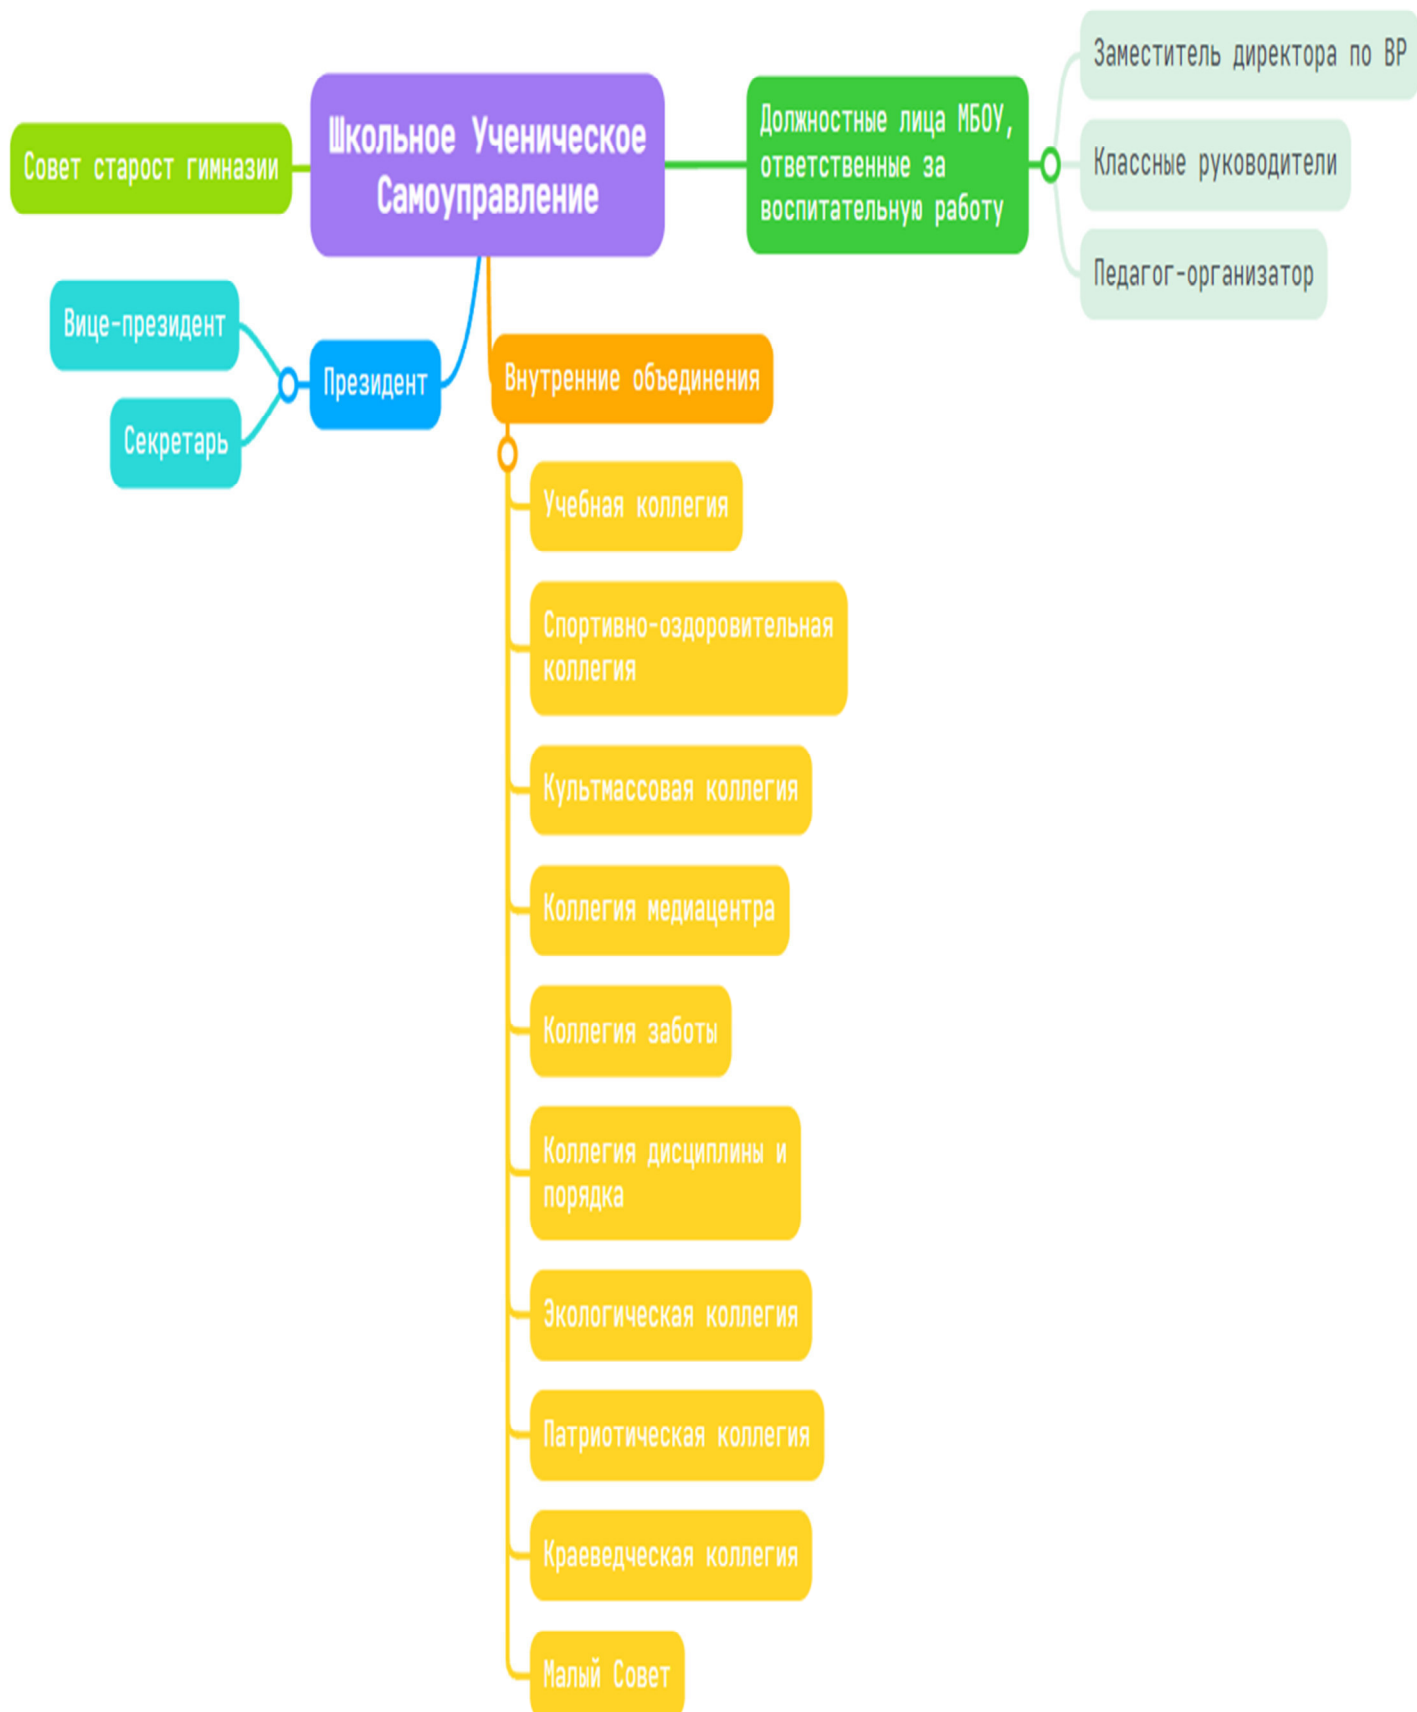 Школьное Ученическое
Самоуправление
Совет старост гимназии
Должностные лица МБОУ,
ответственные за
воспитательную работу
Заместитель директора по ВР
Классные руководители
Педагог-организатор
Вице-президент
Президент
Секретарь
Внутренние объединения
Учебная коллегия
Спортивно-оздоровительная
коллегия
Культмассовая коллегия
Коллегия медиацентра
Коллегия заботы
Коллегия дисциплины и
порядка
Экологическая коллегия
Патриотическая коллегия
Краеведческая коллегия
Малый Совет